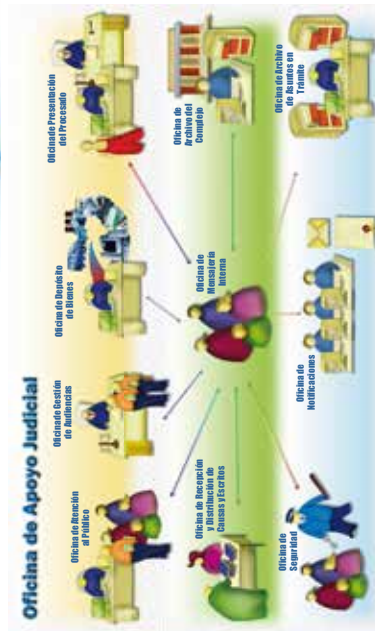 Oficina de Apoyo Judicial
Oficina de Atención
al Público
Oficina de Gestión
de Audiencias
Oficina de Depósito
de Bienes
Oficina de Presentación
del Procesado
Oficina de Recepción
y Distribución de
Causas y Escritos
Oficina de
Mensajería
Interna
Oficina de
Archivo del
Complejo
Oficina de
Seguridad
Oficina de
Notificaciones
Oficina de Archivo
de Asuntos en
Trámite